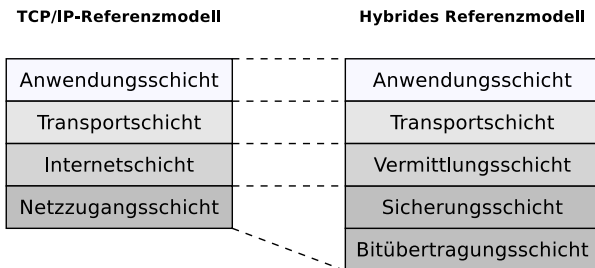 TCP/IP-Referenzmodell
Anwendungsschicht
Transportschicht
Internetschicht
Netzzugangsschicht
Hybrides Referenzmodell
Anwendungsschicht
Transportschicht
Vermittlungsschicht
Sicherungsschicht
Bitübertragungsschicht